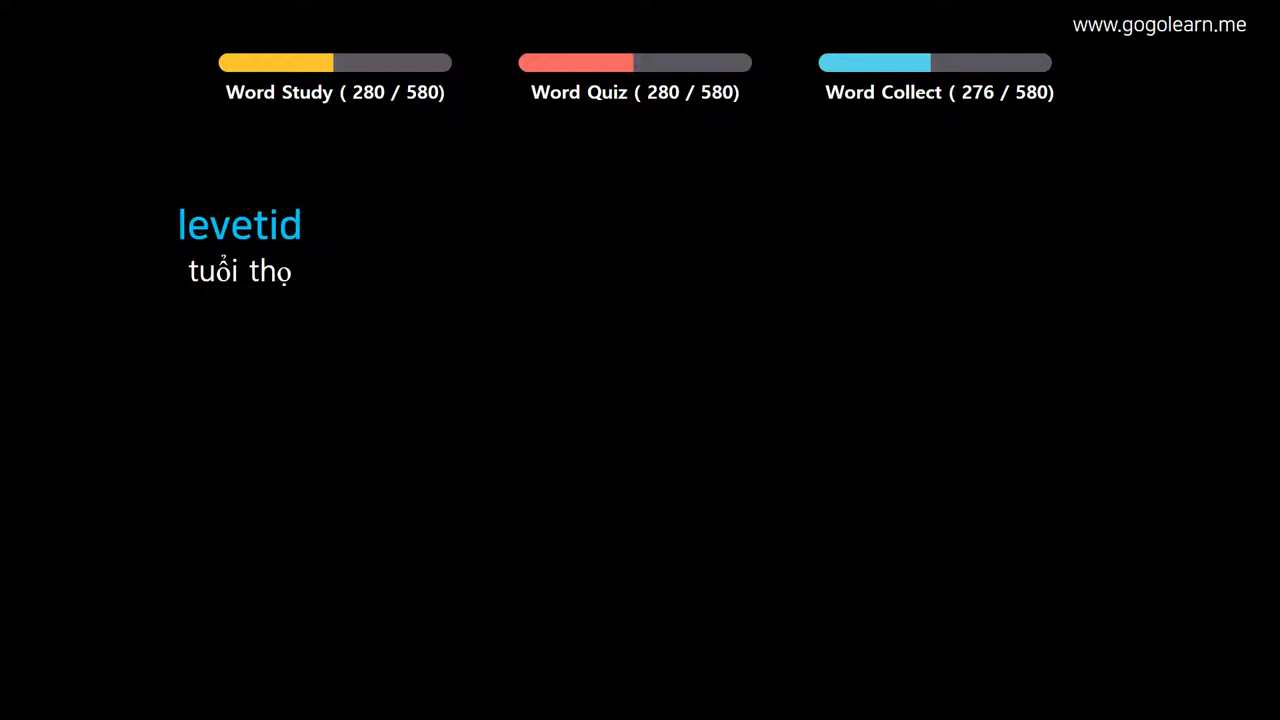 www.gogolearn.me
Word Study ( 280 / 580)
Word Quiz ( 280 / 580)
Word Collect ( 276 / 580)
levetid
tuổi thọ